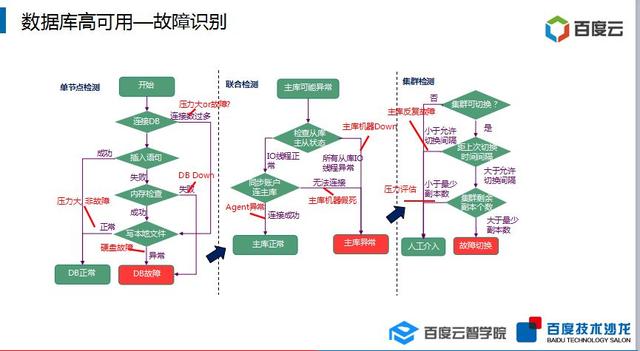 数据库高可用—故障识别
百度云
单节点检测
开始
压力大or故障?
连接DB
连接数过多
成功
插入语句
失败
DB Down
内存检查
失败
压力大,非故障
成功
正常
写本地文件
硬盘故障
异常
DB正常
DB故障
联合检测
主库可能异常
检查从库
主从状态
主库机器Down
IO线程正
常
所有从库IO
线程异常
同步账户
连主库
无法连接
主库机器假死
Agent异常
连接成功
主库正常
主库异常
集群检测
否
集群可切换?
主库反复故障
是
小于允许
切换间隔
距上次切换
时间间隔
大于允许
切换间隔
压力评估
小于最少
副本数
集群剩余
副本个数
大于最少
副本数
人工介入
故障切换
百度云智学院
百度技术沙龙
BAIDU TECHNOLOGY SALON